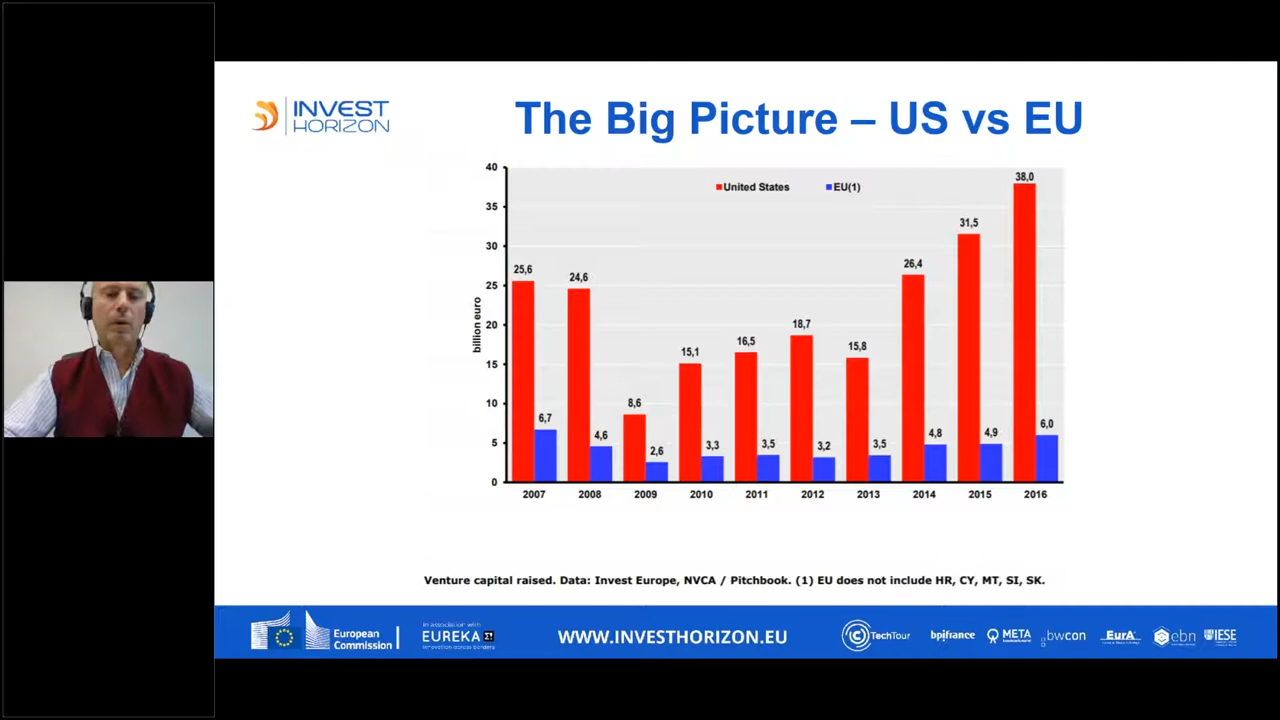 INVEST
HORIZON
The Big Picture – US vs EU
United States
EU(1)
billion euro
40
35
30
25
20
15
10
5
0
25,6
6,7
24,6
4,6
8,6
2,6
15,1
3,3
16,5
3,5
18,7
3,2
15,8
3,5
26,4
4,8
31,5
4,9
38,0
6,0
2007 2008 2009 2010 2011 2012 2013 2014 2015 2016
Venture capital raised. Data: Invest Europe, NVCA / Pitchbook. (1) EU does not include HR, CY, MT, SI, SK.
European
Commission
in association with
EUREKA Σ!
innovation across borders
WWW.INVESTHORIZON.EU
TechTour
bpifrance
META
bwcon
EurA
ebn
IESE